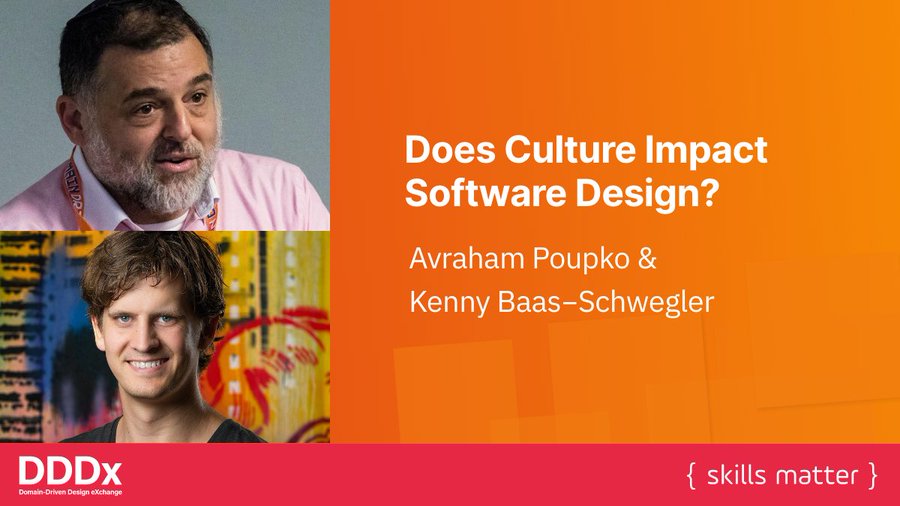 Does Culture Impact
Software Design?
Avraham Poupko &
Kenny Baas–Schwegler
DDDx
Domain-Driven Design eXchange
{ skills matter }